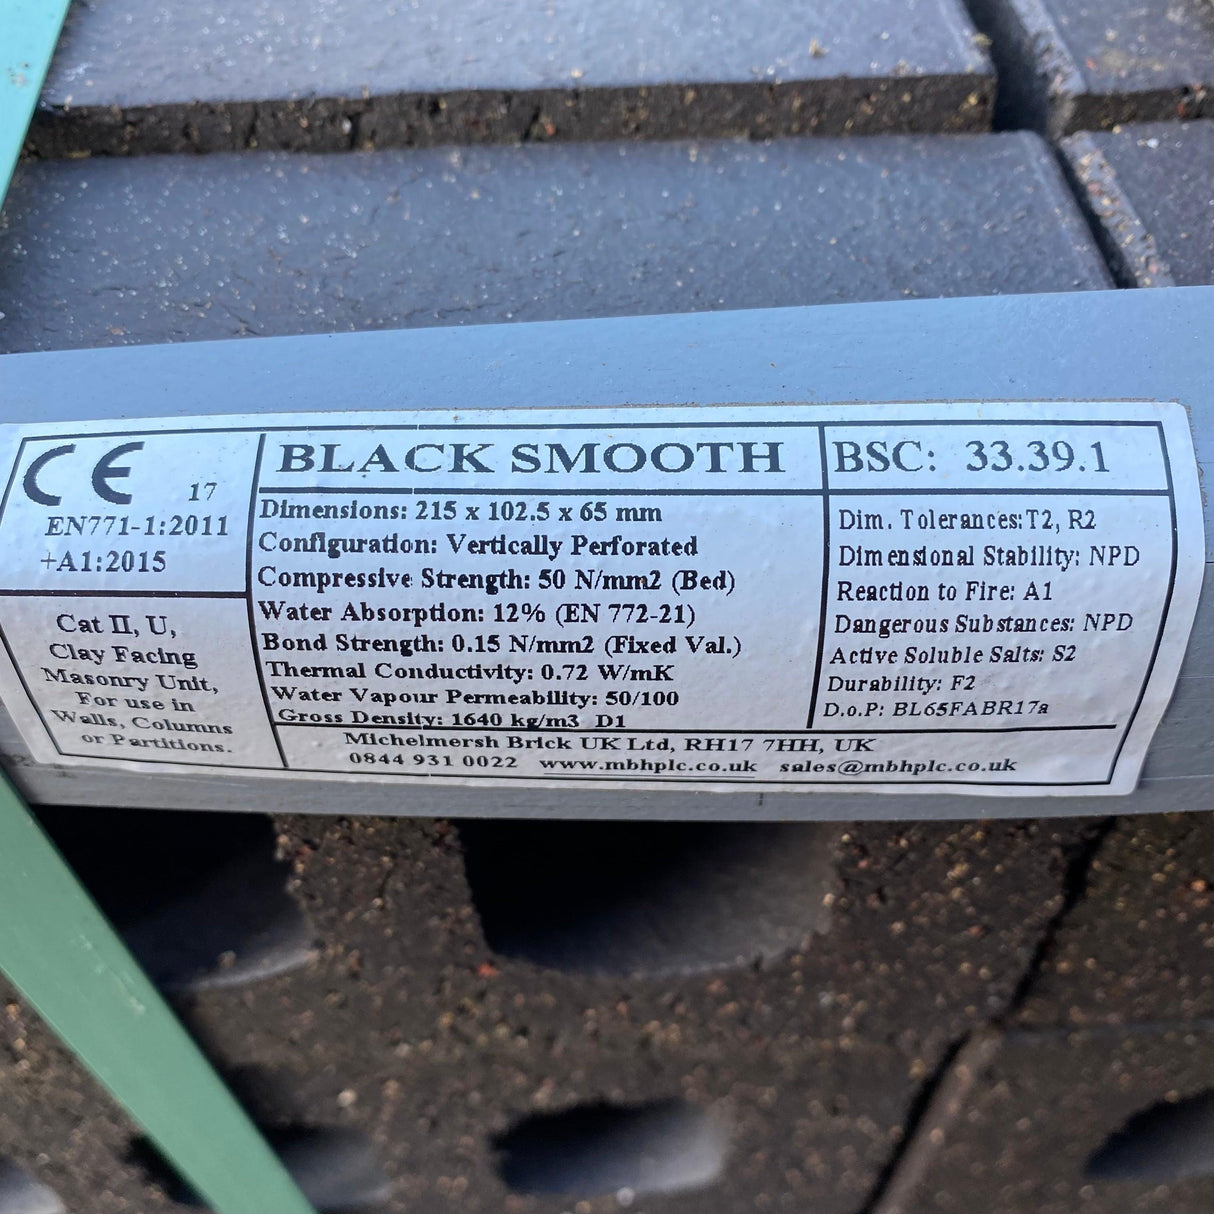 CE 17
EN771-1:2011
+A1:2015
Cat II, U,
Clay Facing
Masonry Unit,
For use in
Walls, Columns
or Partitions.
BLACK SMOOTH
Dimensions: 215 x 102.5 x 65 mm
Configuration: Vertically Perforated
Compressive Strength: 50 N/mm2 (Bed)
Water Absorption: 12% (EN 772-21)
Bond Strength: 0.15 N/mm2 (Fixed Val.)
Thermal Conductivity: 0.72 W/mK
Water Vapour Permeability: 50/100
Gross Density: 1640 kg/m3 D1
BSC: 33.39.1
Dim. Tolerances: T2, R2
Dimensional Stability: NPD
Reaction to Fire: A1
Dangerous Substances: NPD
Active Soluble Salts: S2
Durability: F2
D.o.P: BL65FABR17a
Michelmersh Brick UK Ltd, RH17 7HH, UK
0844 931 0022 www.mbhplc.co.uk sales@mbhplc.co.uk